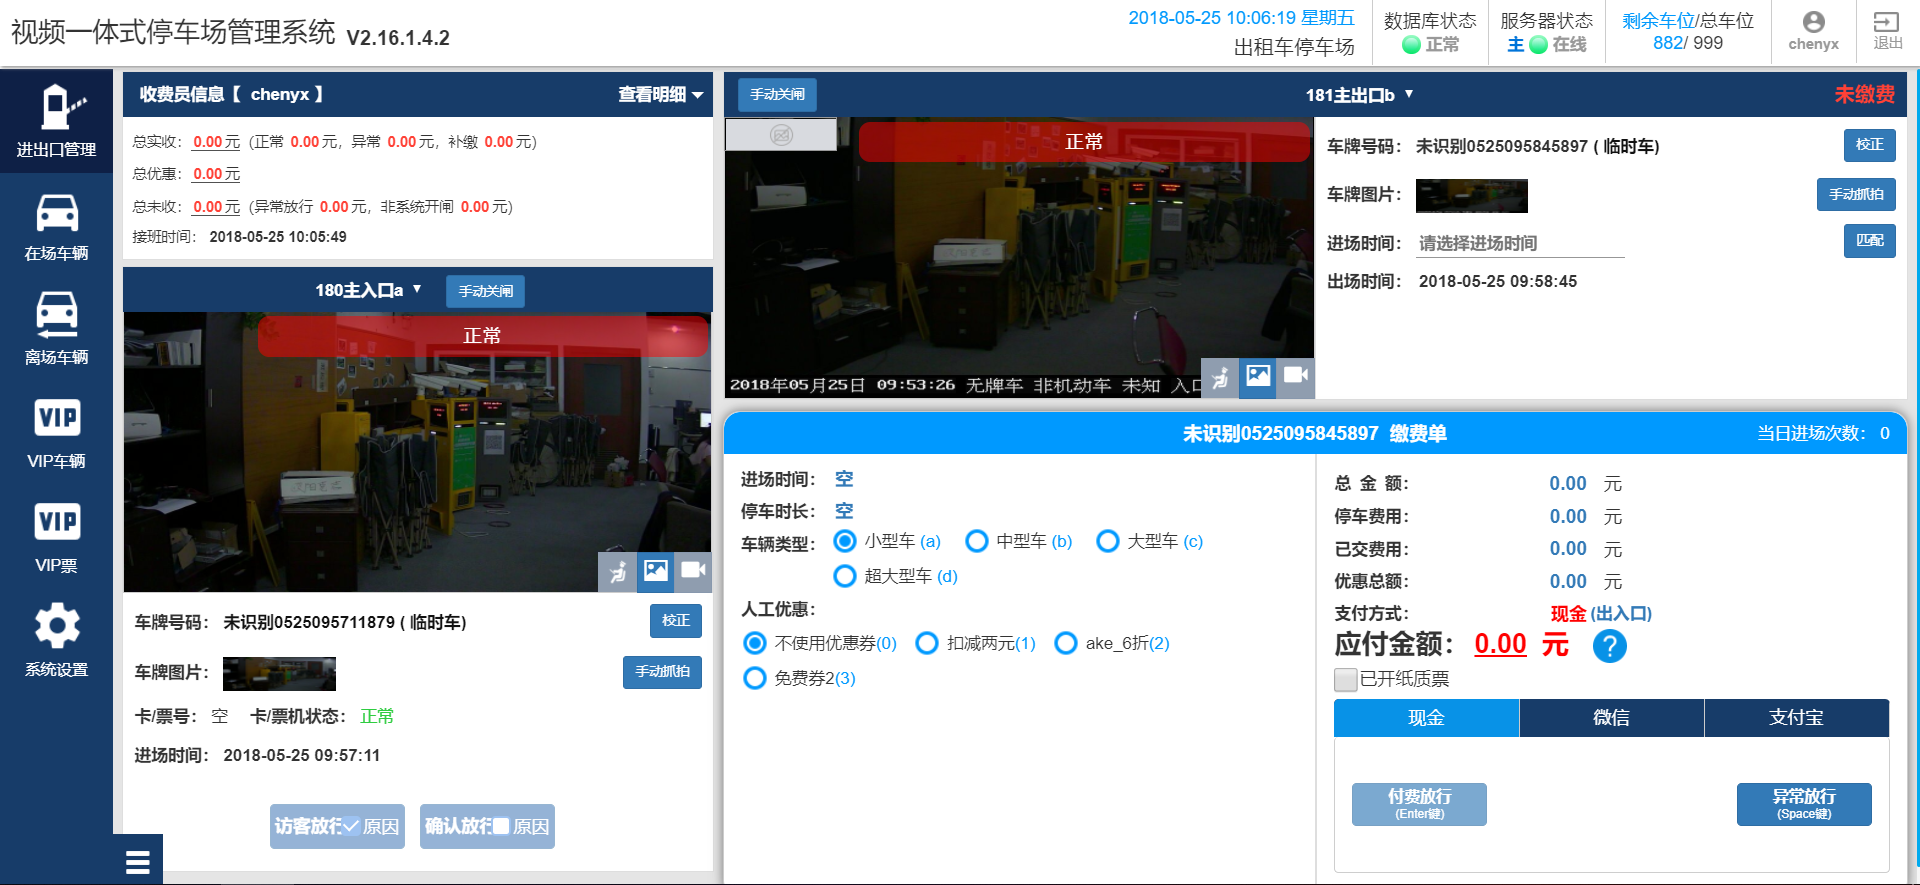 视频一体式停车场管理系统 V2.16.1.4.2
2018-05-25 10:06:19 星期五
出租车停车场
数据库状态
正常
服务器状态
主 在线
剩余车位/总车位
882/ 999
chenyx
退出
进出口管理
在场车辆
离场车辆
VIP
VIP车辆
VIP
VIP票
系统设置
收费员信息【 chenyx 】 查看明细
总实收: 0.00元 (正常 0.00元, 异常 0.00元, 补缴 0.00元)
总优惠: 0.00元
总未收: 0.00元 (异常放行 0.00元, 非系统开闸 0.00元)
接班时间: 2018-05-25 10:05:49
180主入口a ▼ 手动关闸
正常
车牌号码: 未识别0525095711879 ( 临时车) 校正
车牌图片: 手动抓拍
卡/票号: 空 卡/票机状态: 正常
进场时间: 2018-05-25 09:57:11
访客放行 原因 确认放行 原因
手动关闸 181主出口b ▼ 未缴费
正常
2018年05月25日 09:53:26 无牌车 非机动车 未知 入口
车牌号码: 未识别0525095845897 ( 临时车) 校正
车牌图片: 手动抓拍
进场时间: 请选择进场时间 匹配
出场时间: 2018-05-25 09:58:45
未识别0525095845897 缴费单 当日进场次数: 0
进场时间: 空
停车时长: 空
车辆类型: 小型车 (a) 中型车 (b) 大型车 (c)
超大型车 (d)
人工优惠:
不使用优惠券(0) 扣减两元(1) ake_6折(2)
免费券2(3)
总 金 额: 0.00 元
停车费用: 0.00 元
已交费用: 0.00 元
优惠总额: 0.00 元
支付方式: 现金 (出入口)
应付金额: 0.00 元 ?
已开纸质票
现金 微信 支付宝
付费放行 异常放行
(Enter键) (Space键)